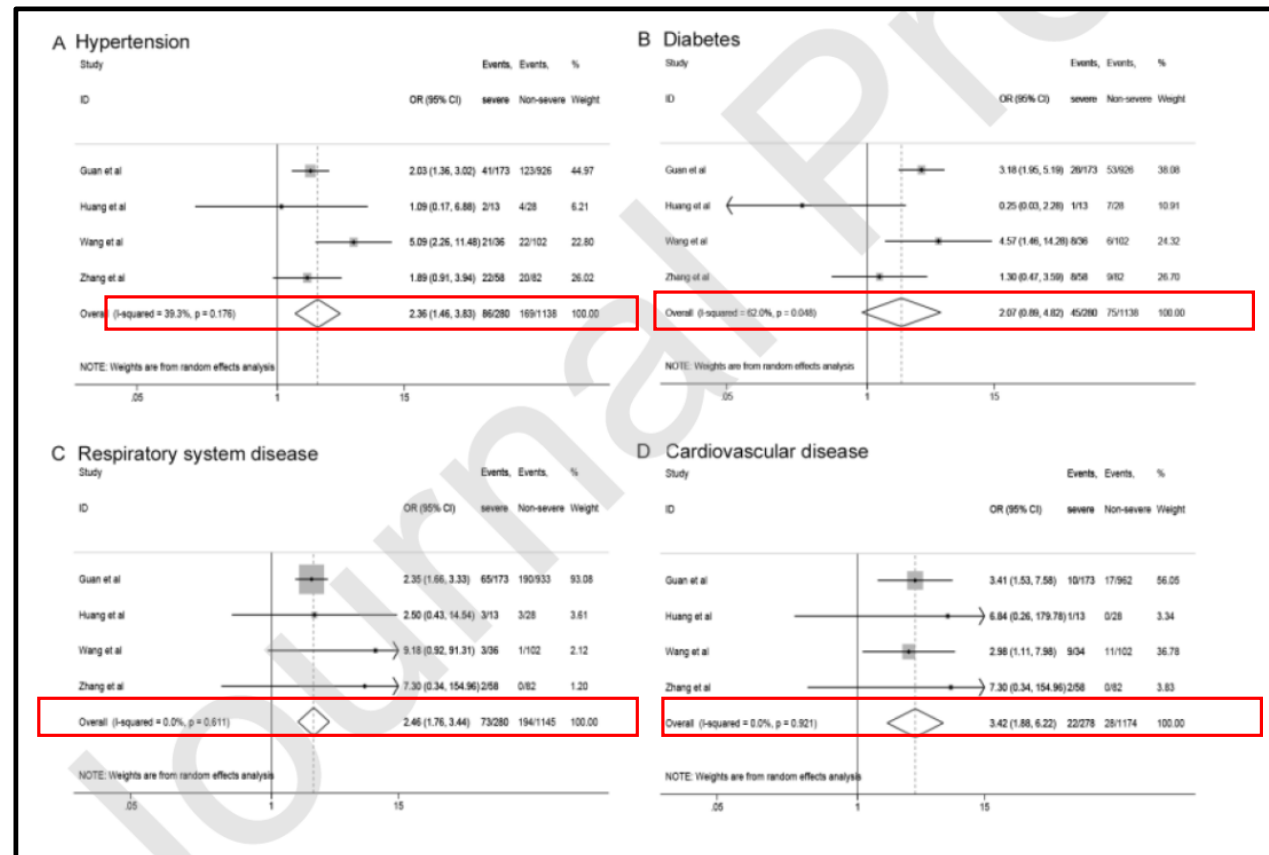 A Hypertension
Study Events, Events, %
ID OR (95% CI) severe Non-severe Weight
Guan et al 2.03 (1.36, 3.02) 41/173 123/926 44.97
Huang et al 1.09 (0.17, 6.88) 2/13 4/28 6.21
Wang et al 5.09 (2.26, 11.48) 21/36 22/102 22.80
Zhang et al 1.89 (0.91, 3.94) 22/58 20/82 26.02
Overall (I-squared = 39.3%, p = 0.176) 2.36 (1.46, 3.83) 86/280 169/1138 100.00
NOTE: Weights are from random effects analysis
.05 1 15
B Diabetes
Study Events, Events, %
ID OR (95% CI) severe Non-severe Weight
Guan et al 3.18 (1.95, 5.19) 28/173 53/926 38.08
Huang et al 0.25 (0.03, 2.28) 1/13 7/28 10.91
Wang et al 4.57 (1.46, 14.28) 8/36 6/102 24.32
Zhang et al 1.30 (0.47, 3.59) 8/58 9/82 26.70
Overall (I-squared = 62.0%, p = 0.048) 2.07 (0.89, 4.82) 45/280 75/1138 100.00
NOTE: Weights are from random effects analysis
.05 1 15
C Respiratory system disease
Study Events, Events, %
ID OR (95% CI) severe Non-severe Weight
Guan et al 2.35 (1.66, 3.33) 65/173 190/933 93.08
Huang et al 2.50 (0.43, 14.54) 3/13 3/28 3.61
Wang et al 9.18 (0.92, 91.31) 3/36 1/102 2.12
Zhang et al 7.30 (0.34, 154.96) 2/58 0/82 1.20
Overall (I-squared = 0.0%, p = 0.611) 2.46 (1.76, 3.44) 73/280 194/1145 100.00
NOTE: Weights are from random effects analysis
.05 1 15
D Cardiovascular disease
Study Events, Events, %
ID OR (95% CI) severe Non-severe Weight
Guan et al 3.41 (1.53, 7.58) 10/173 17/962 56.05
Huang et al 6.84 (0.26, 179.78) 1/13 0/28 3.34
Wang et al 2.98 (1.11, 7.98) 9/34 11/102 36.78
Zhang et al 7.30 (0.34, 154.96) 2/58 0/82 3.83
Overall (I-squared = 0.0%, p = 0.921) 3.42 (1.88, 6.22) 22/278 28/1174 100.00
NOTE: Weights are from random effects analysis
.05 1 15
Journal Pre